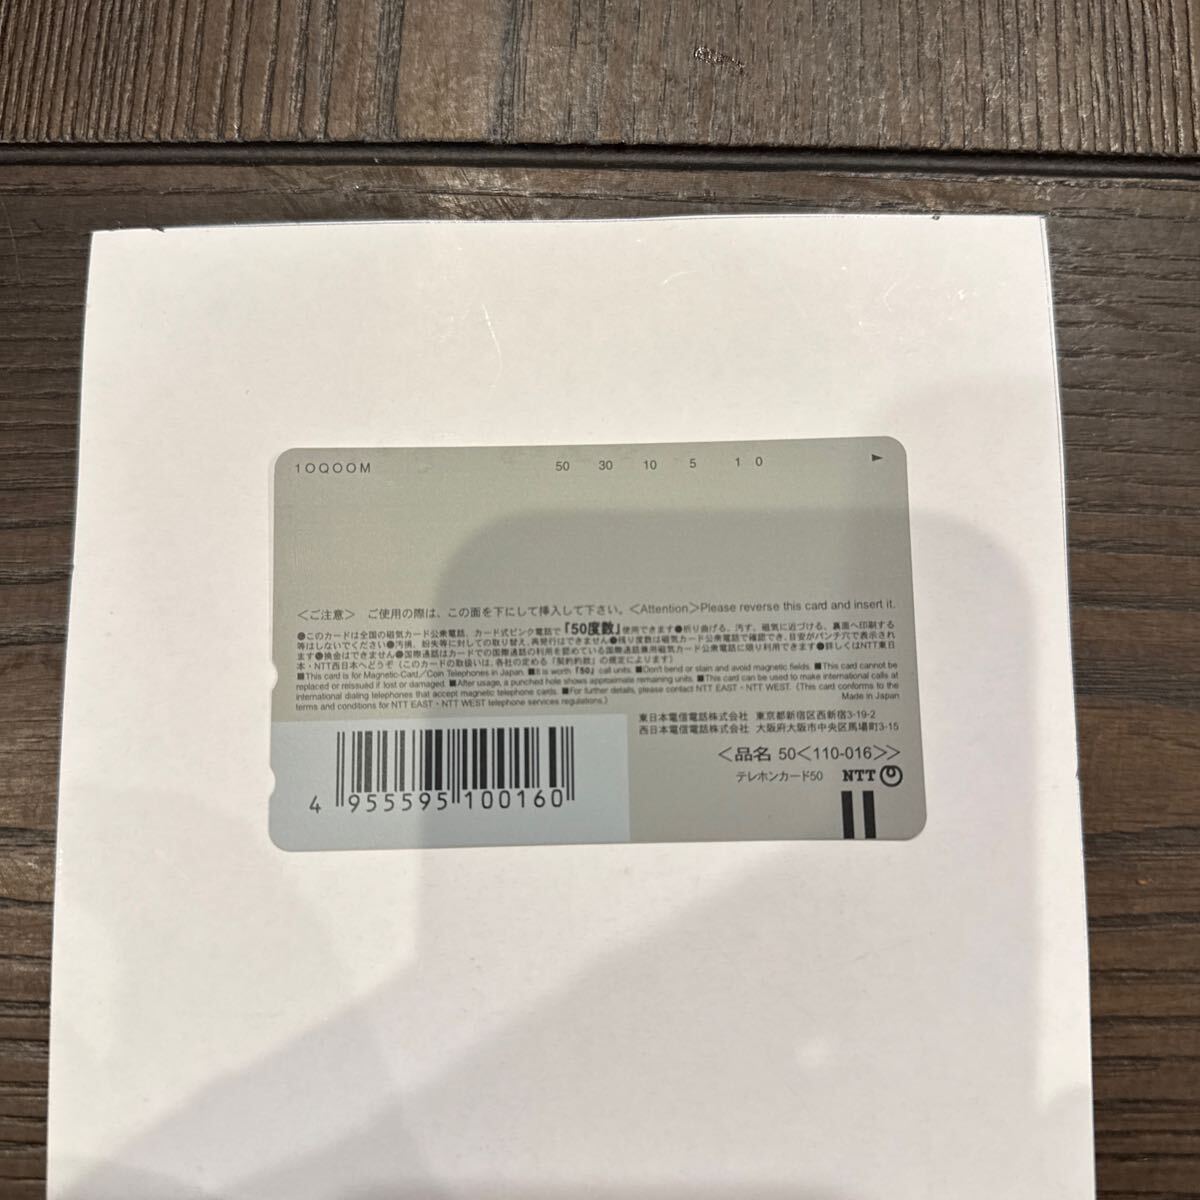 1OQOOM 50 30 10 5 1 0
＜ご注意＞ ご使用の際は、この面を下にして挿入して下さい。＜Attention＞Please reverse this card and insert it.
●このカードは全国の磁気カード公衆電話、カード式ピンク電話で「50度数」使用できます●折り曲げる、汚す、磁気に近づける、裏面へ印刷する
等はしないでください●汚損、紛失等に対しての取り替え、再発行はできません●残り度数は磁気カード公衆電話で確認でき、目安がパンチ穴で表示され
ます●換金はできません●国際通話はカードでの国際通話の利用を認めている国際通話兼用磁気カード公衆電話に限り利用できます●詳しくはNTT東日
本・NTT西日本へどうぞ（このカードの取扱いは、各社の定める「契約約款」の規定によります）
■This card is for Magnetic-Card／Coin Telephones in Japan. ■It is worth「50」call units. ■Don't bend or stain and avoid magnetic fields. ■This card cannot be
replaced or reissued if lost or damaged. ■After usage, a punched hole shows approximate remaining units. ■This card can be used to make international calls at
international dialing telephones that accept magnetic telephone cards. ■For further details, please contact NTT EAST・NTT WEST. (This card conforms to the
terms and conditions for NTT EAST・NTT WEST telephone services regulations.) Made in Japan
東日本電信電話株式会社 東京都新宿区西新宿3-19-2
西日本電信電話株式会社 大阪府大阪市中央区馬場町3-15
＜品名 50＜110-016＞＞
テレホンカード50 NTT
4 955595 100160